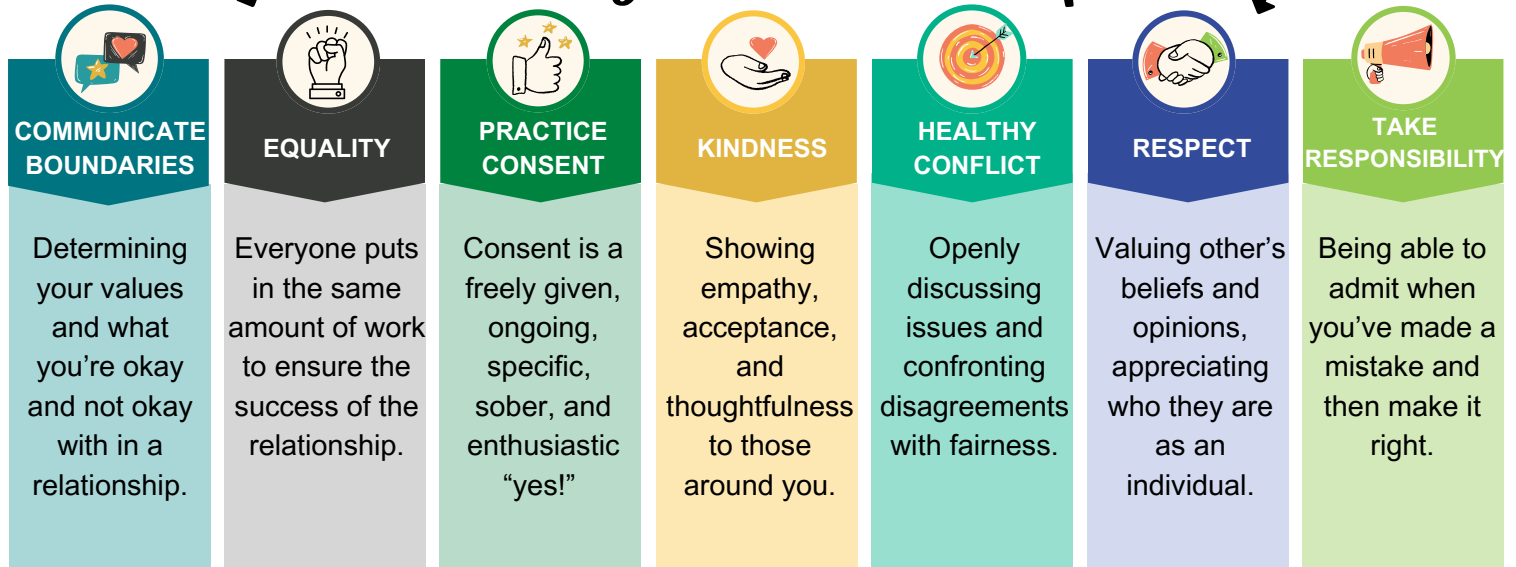 COMMUNICATE
BOUNDARIES
Determining
your values
and what
you're okay
and not okay
with in a
relationship.
EQUALITY
Everyone puts
in the same
amount of work
to ensure the
success of the
relationship.
PRACTICE
CONSENT
Consent is a
freely given,
ongoing,
specific,
sober, and
enthusiastic
“yes!”
KINDNESS
Showing
empathy,
acceptance,
and
thoughtfulness
to those
around you.
HEALTHY
CONFLICT
Openly
discussing
issues and
confronting
disagreements
with fairness.
RESPECT
Valuing other’s
beliefs and
opinions,
appreciating
who they are
as an
individual.
TAKE
RESPONSIBILITY
Being able to
admit when
you’ve made a
mistake and
then make it
right.